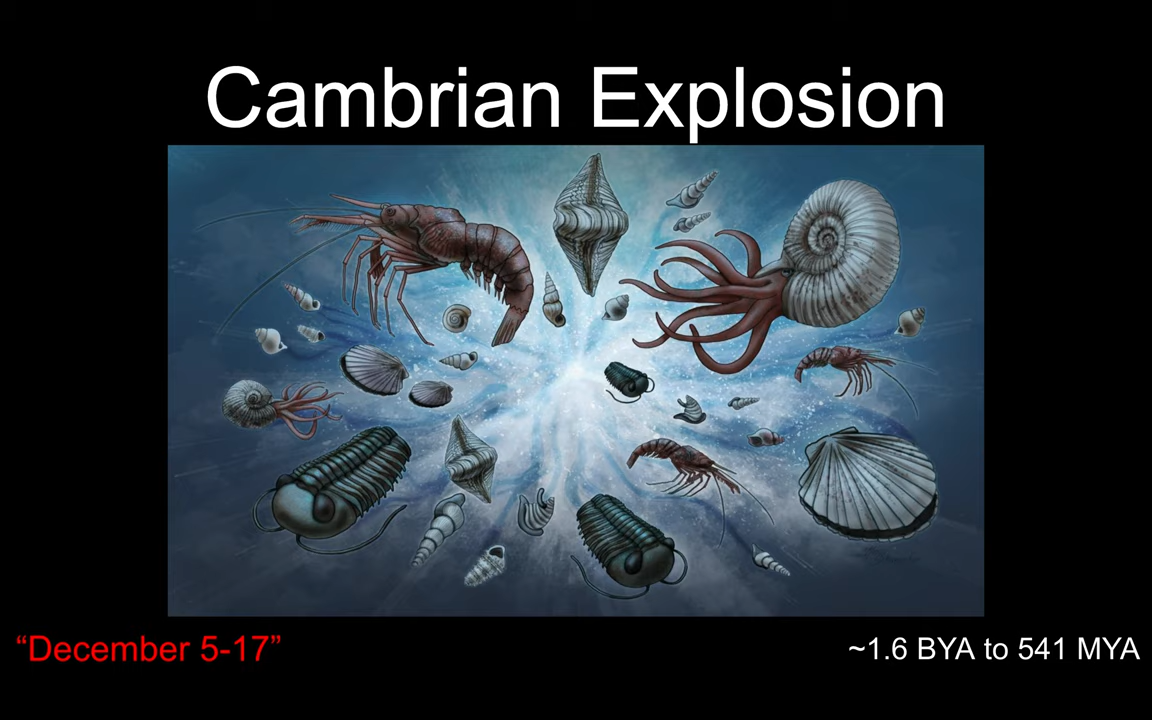 Cambrian Explosion
“December 5-17”
~1.6 BYA to 541 MYA